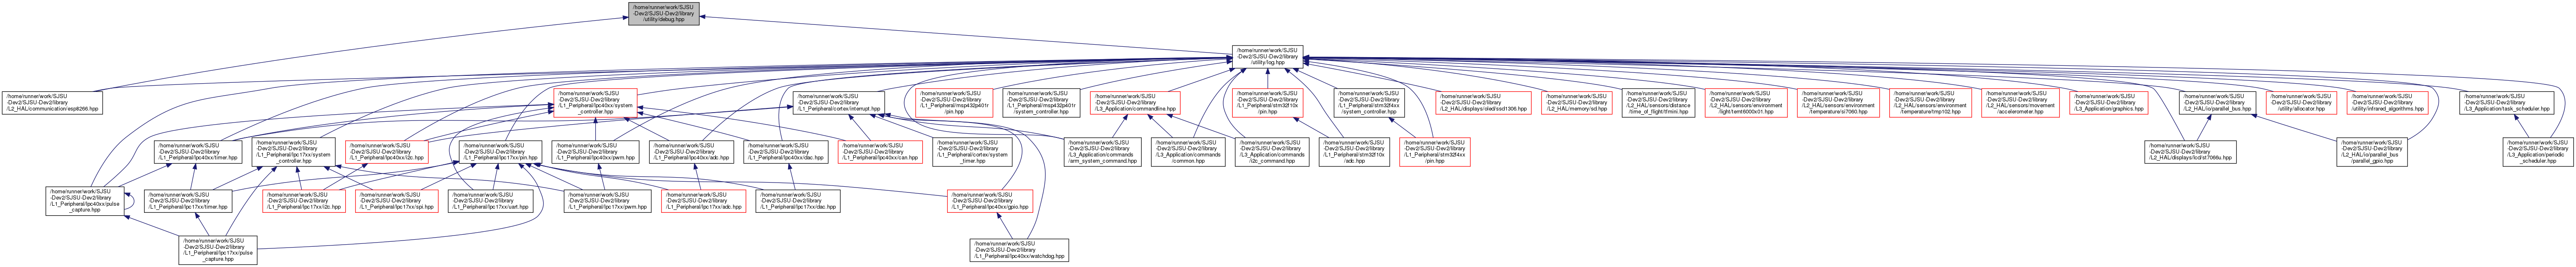 /home/runner/work/SJSU
-Dev2/SJSU-Dev2/library
/utility/debug.hpp
/home/runner/work/SJSU
-Dev2/SJSU-Dev2/library
/utility/log.hpp
/home/runner/work/SJSU
-Dev2/SJSU-Dev2/library
/L2_HAL/communication/esp8266.hpp
/home/runner/work/SJSU
-Dev2/SJSU-Dev2/library
/L1_Peripheral/lpc40xx/system
_controller.hpp
/home/runner/work/SJSU
-Dev2/SJSU-Dev2/library
/L1_Peripheral/cortex/interrupt.hpp
/home/runner/work/SJSU
-Dev2/SJSU-Dev2/library
/L1_Peripheral/msp432p401r
/pin.hpp
/home/runner/work/SJSU
-Dev2/SJSU-Dev2/library
/L1_Peripheral/msp432p401r
/system_controller.hpp
/home/runner/work/SJSU
-Dev2/SJSU-Dev2/library
/L3_Application/commandline.hpp
/home/runner/work/SJSU
-Dev2/SJSU-Dev2/library
/L1_Peripheral/stm32f10x
/pin.hpp
/home/runner/work/SJSU
-Dev2/SJSU-Dev2/library
/L1_Peripheral/stm32f4xx
/system_controller.hpp
/home/runner/work/SJSU
-Dev2/SJSU-Dev2/library
/L2_HAL/displays/oled/ssd1306.hpp
/home/runner/work/SJSU
-Dev2/SJSU-Dev2/library
/L2_HAL/memory/sd.hpp
/home/runner/work/SJSU
-Dev2/SJSU-Dev2/library
/L2_HAL/sensors/distance
/time_of_flight/tfmini.hpp
/home/runner/work/SJSU
-Dev2/SJSU-Dev2/library
/L2_HAL/sensors/environment
/light/temt6000x01.hpp
/home/runner/work/SJSU
-Dev2/SJSU-Dev2/library
/L2_HAL/sensors/environment
/temperature/si7060.hpp
/home/runner/work/SJSU
-Dev2/SJSU-Dev2/library
/L2_HAL/sensors/environment
/temperature/tmp102.hpp
/home/runner/work/SJSU
-Dev2/SJSU-Dev2/library
/L2_HAL/sensors/movement
/accelerometer.hpp
/home/runner/work/SJSU
-Dev2/SJSU-Dev2/library
/L3_Application/graphics.hpp
/home/runner/work/SJSU
-Dev2/SJSU-Dev2/library
/L2_HAL/io/parallel_bus.hpp
/home/runner/work/SJSU
-Dev2/SJSU-Dev2/library
/utility/allocator.hpp
/home/runner/work/SJSU
-Dev2/SJSU-Dev2/library
/utility/infrared_algorithms.hpp
/home/runner/work/SJSU
-Dev2/SJSU-Dev2/library
/L3_Application/task_scheduler.hpp
/home/runner/work/SJSU
-Dev2/SJSU-Dev2/library
/L1_Peripheral/lpc40xx/timer.hpp
/home/runner/work/SJSU
-Dev2/SJSU-Dev2/library
/L1_Peripheral/lpc17xx/system
_controller.hpp
/home/runner/work/SJSU
-Dev2/SJSU-Dev2/library
/L1_Peripheral/lpc40xx/i2c.hpp
/home/runner/work/SJSU
-Dev2/SJSU-Dev2/library
/L1_Peripheral/lpc17xx/pin.hpp
/home/runner/work/SJSU
-Dev2/SJSU-Dev2/library
/L1_Peripheral/lpc40xx/pwm.hpp
/home/runner/work/SJSU
-Dev2/SJSU-Dev2/library
/L1_Peripheral/lpc40xx/adc.hpp
/home/runner/work/SJSU
-Dev2/SJSU-Dev2/library
/L1_Peripheral/lpc40xx/dac.hpp
/home/runner/work/SJSU
-Dev2/SJSU-Dev2/library
/L1_Peripheral/lpc40xx/can.hpp
/home/runner/work/SJSU
-Dev2/SJSU-Dev2/library
/L1_Peripheral/cortex/system
_timer.hpp
/home/runner/work/SJSU
-Dev2/SJSU-Dev2/library
/L3_Application/commands
/arm_system_command.hpp
/home/runner/work/SJSU
-Dev2/SJSU-Dev2/library
/L3_Application/commands
/common.hpp
/home/runner/work/SJSU
-Dev2/SJSU-Dev2/library
/L3_Application/commands
/i2c_command.hpp
/home/runner/work/SJSU
-Dev2/SJSU-Dev2/library
/L1_Peripheral/stm32f10x
/adc.hpp
/home/runner/work/SJSU
-Dev2/SJSU-Dev2/library
/L1_Peripheral/stm32f4xx
/pin.hpp
/home/runner/work/SJSU
-Dev2/SJSU-Dev2/library
/L2_HAL/displays/lcd/st7066u.hpp
/home/runner/work/SJSU
-Dev2/SJSU-Dev2/library
/L2_HAL/io/parallel_bus
/parallel_gpio.hpp
/home/runner/work/SJSU
-Dev2/SJSU-Dev2/library
/L3_Application/periodic
_scheduler.hpp
/home/runner/work/SJSU
-Dev2/SJSU-Dev2/library
/L1_Peripheral/lpc40xx/pulse
_capture.hpp
/home/runner/work/SJSU
-Dev2/SJSU-Dev2/library
/L1_Peripheral/lpc17xx/timer.hpp
/home/runner/work/SJSU
-Dev2/SJSU-Dev2/library
/L1_Peripheral/lpc17xx/i2c.hpp
/home/runner/work/SJSU
-Dev2/SJSU-Dev2/library
/L1_Peripheral/lpc17xx/spi.hpp
/home/runner/work/SJSU
-Dev2/SJSU-Dev2/library
/L1_Peripheral/lpc17xx/uart.hpp
/home/runner/work/SJSU
-Dev2/SJSU-Dev2/library
/L1_Peripheral/lpc17xx/pwm.hpp
/home/runner/work/SJSU
-Dev2/SJSU-Dev2/library
/L1_Peripheral/lpc17xx/adc.hpp
/home/runner/work/SJSU
-Dev2/SJSU-Dev2/library
/L1_Peripheral/lpc17xx/dac.hpp
/home/runner/work/SJSU
-Dev2/SJSU-Dev2/library
/L1_Peripheral/lpc40xx/gpio.hpp
/home/runner/work/SJSU
-Dev2/SJSU-Dev2/library
/L1_Peripheral/lpc17xx/pulse
_capture.hpp
/home/runner/work/SJSU
-Dev2/SJSU-Dev2/library
/L1_Peripheral/lpc40xx/watchdog.hpp